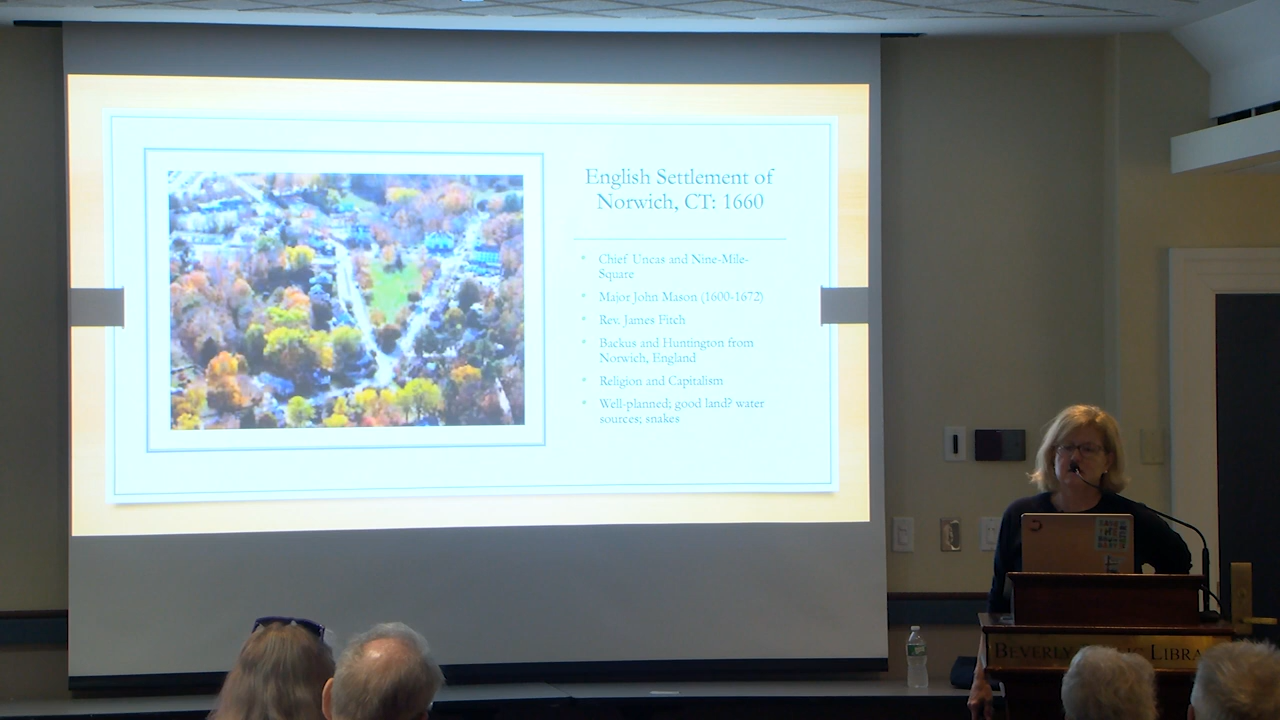 English Settlement of
Norwich, CT: 1660
Chief Uncas and Nine-Mile-
Square
Major John Mason (1600-1672)
Rev. James Fitch
Backus and Huntington from
Norwich, England
Religion and Capitalism
Well-planned; good land? water
sources; snakes
BEVERLY
LIBRA